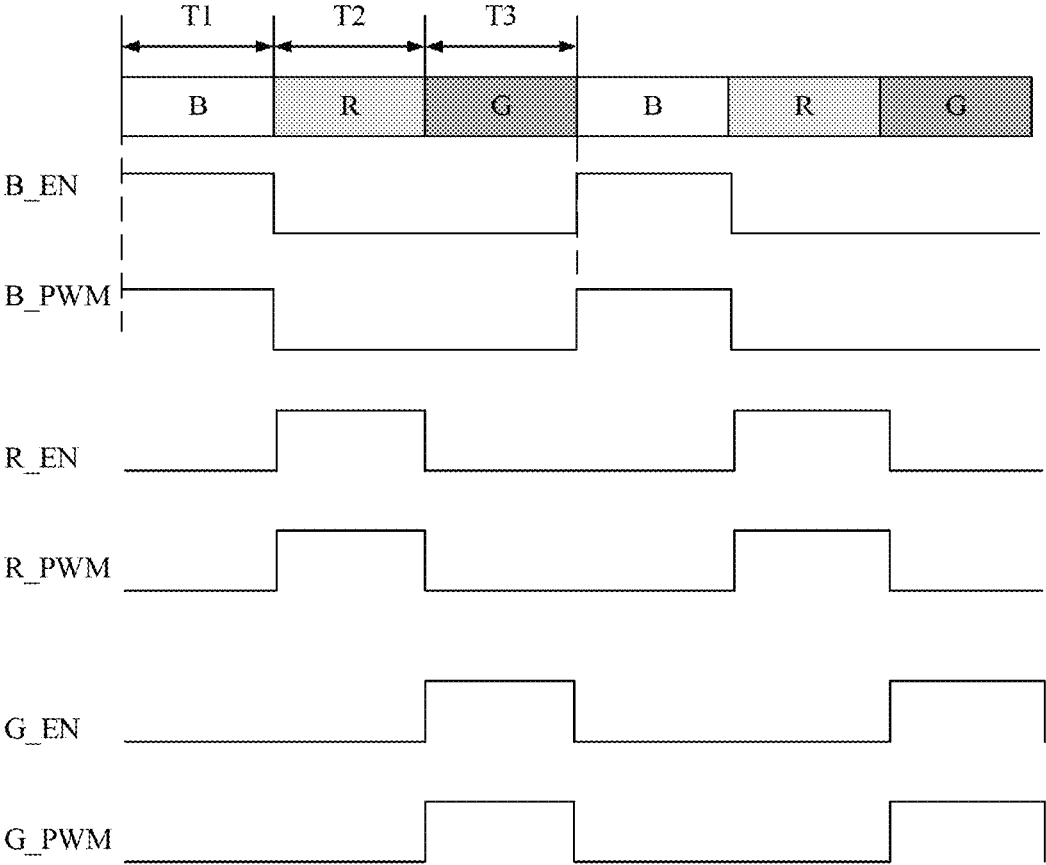 T1 T2 T3
B R G B R G
B_EN
B_PWM
R_EN
R_PWM
G_EN
G_PWM